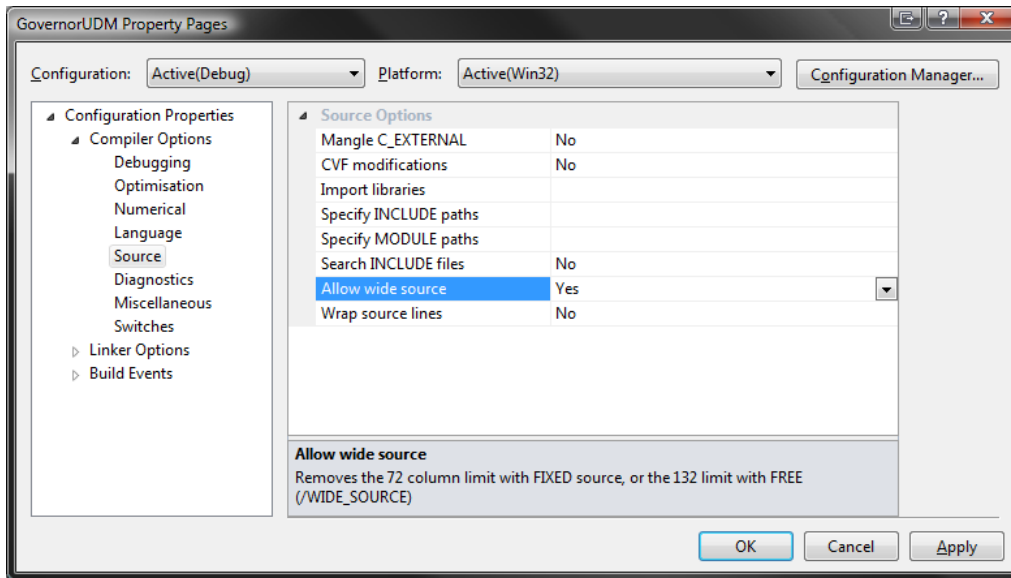 GovernorUDM Property Pages
Configuration: Active(Debug) Platform: Active(Win32) Configuration Manager...
Configuration Properties
Compiler Options
Debugging
Optimisation
Numerical
Language
Source
Diagnostics
Miscellaneous
Switches
Linker Options
Build Events
Source Options
Mangle C_EXTERNAL No
CVF modifications No
Import libraries
Specify INCLUDE paths
Specify MODULE paths
Search INCLUDE files No
Allow wide source Yes
Wrap source lines No
Allow wide source
Removes the 72 column limit with FIXED source, or the 132 limit with FREE
(/WIDE_SOURCE)
OK Cancel Apply